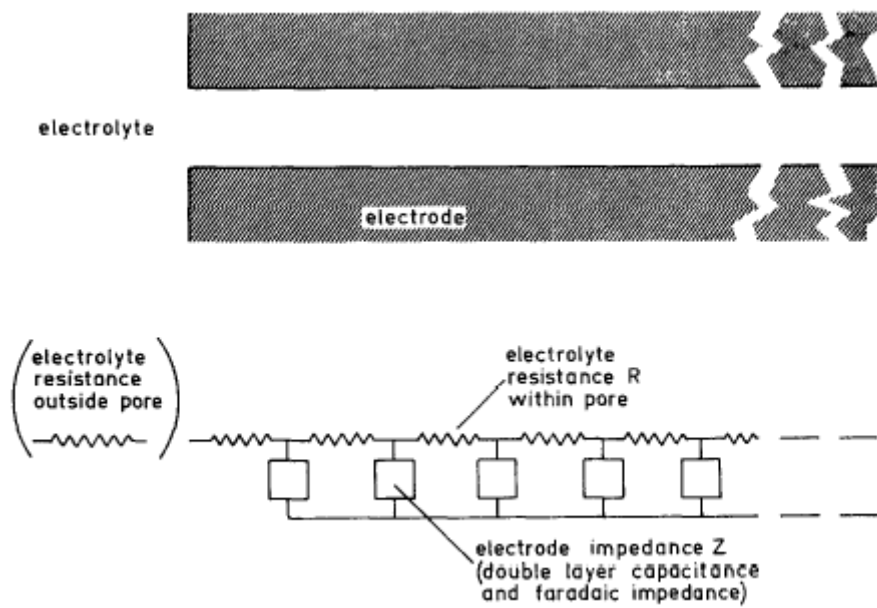 electrolyte
electrode
electrolyte
resistance
outside pore
electrolyte
resistance R
within pore
electrode impedance Z
(double layer capacitance
and faradaic impedance)